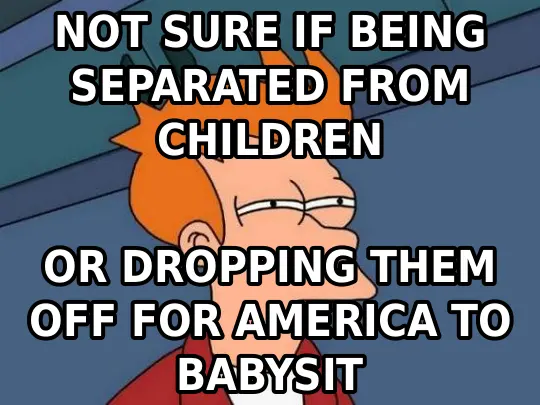 NOT SURE IF BEING
SEPARATED FROM
CHILDREN
OR DROPPING THEM
OFF FOR AMERICA TO
BABYSIT